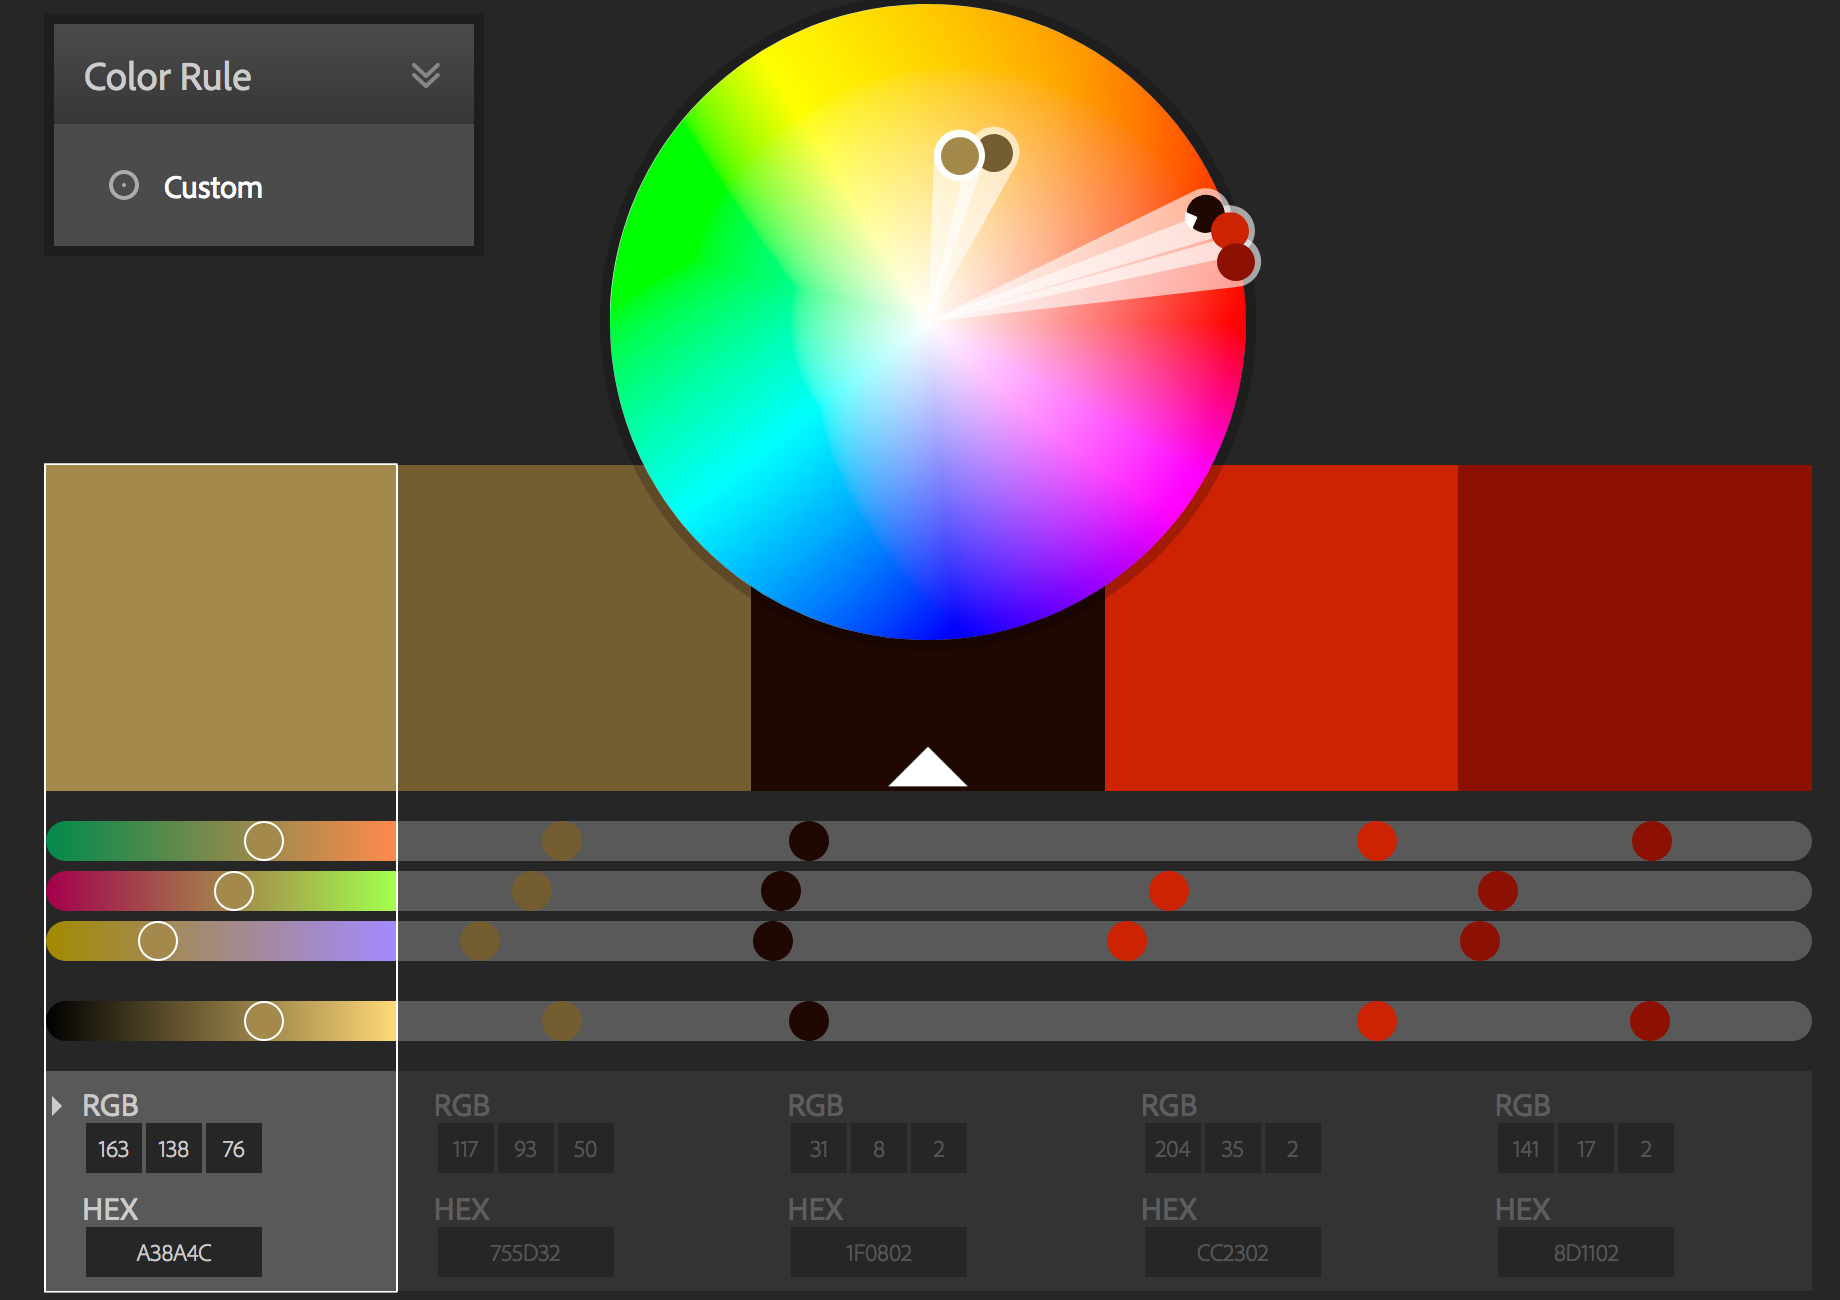 Color Rule
Custom
RGB RGB RGB RGB RGB
163 138 76 117 93 50 31 8 2 204 35 2 141 17 2
HEX HEX HEX HEX HEX
A38A4C 755D32 1F0802 CC2302 8D1102